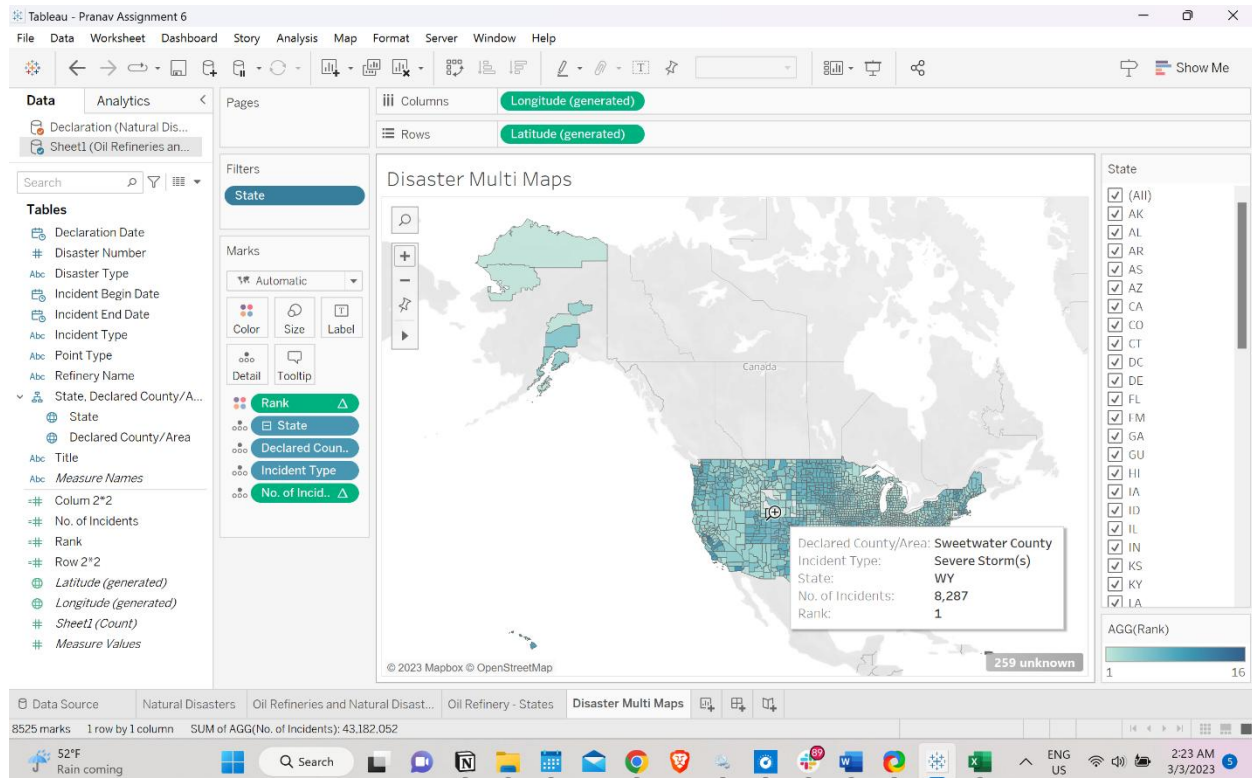 Tableau - Pranav Assignment 6
File Data Worksheet Dashboard Story Analysis Map Format Server Window Help
Show Me
Data Analytics
Declaration (Natural Dis...
Sheet1 (Oil Refineries an...
Search
Tables
Declaration Date
# Disaster Number
Abc Disaster Type
Incident Begin Date
Incident End Date
Abc Incident Type
Abc Point Type
Abc Refinery Name
State, Declared County/A...
State
Declared County/Area
Abc Title
Abc Measure Names
=# Column 2*2
=# No. of Incidents
=# Rank
=# Row 2*2
Latitude (generated)
Longitude (generated)
# Sheet1 (Count)
# Measure Values
Pages
Filters
State
Marks
Automatic
Color Size Label
Detail Tooltip
Rank Δ
State
Declared Coun..
Incident Type
No. of Incid.. Δ
iii Columns Longitude (generated)
Rows Latitude (generated)
Disaster Multi Maps
Canada
Declared County/Area: Sweetwater County
Incident Type: Severe Storm(s)
State: WY
No. of Incidents: 8,287
Rank: 1
© 2023 Mapbox © OpenStreetMap
259 unknown
State
(All)
AK
AL
AR
AS
AZ
CA
CO
CT
DC
DE
FL
FM
GA
GU
HI
IA
ID
IL
IN
KS
KY
LA
AGG(Rank)
1 16
Data Source Natural Disasters Oil Refineries and Natural Disast... Oil Refinery - States Disaster Multi Maps
8525 marks 1 row by 1 column SUM of AGG(No. of Incidents): 43,182,052
52°F
Rain coming
Search
89
ENG
US
2:23 AM
3/3/2023
5